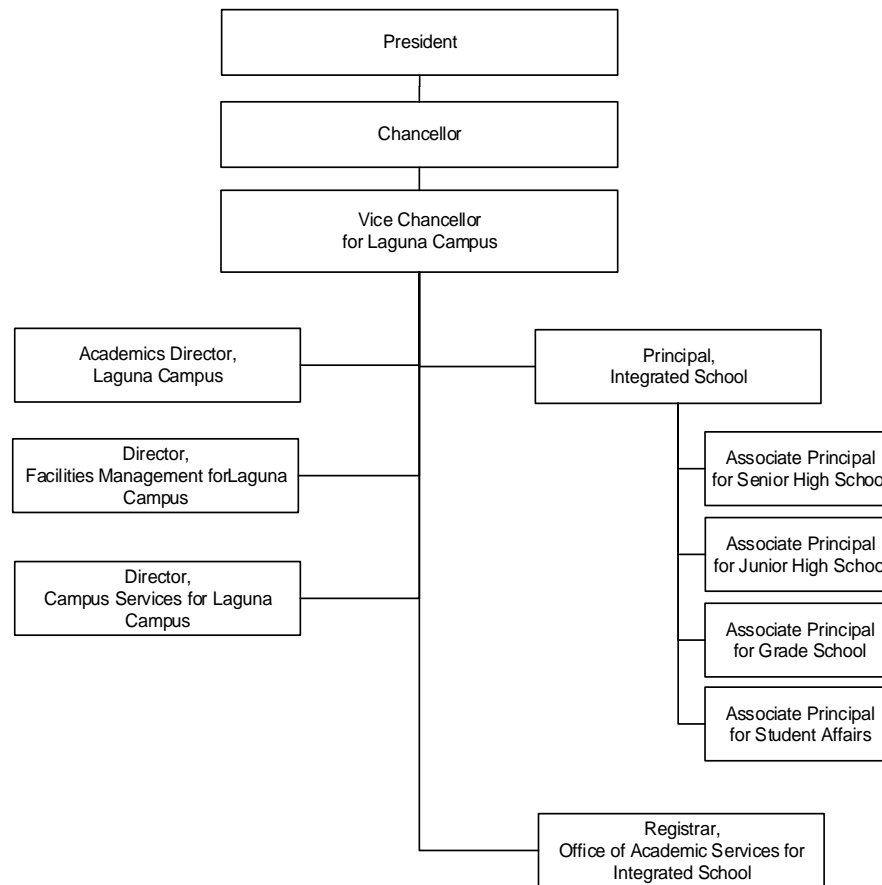 President
Chancellor
Vice Chancellor
for Laguna Campus
Academics Director,
Laguna Campus
Principal,
Integrated School
Director,
Facilities Management forLaguna
Campus
Associate Principal
for Senior High School
Associate Principal
for Junior High School
Director,
Campus Services for Laguna
Campus
Associate Principal
for Grade School
Associate Principal
for Student Affairs
Registrar,
Office of Academic Services for
Integrated School